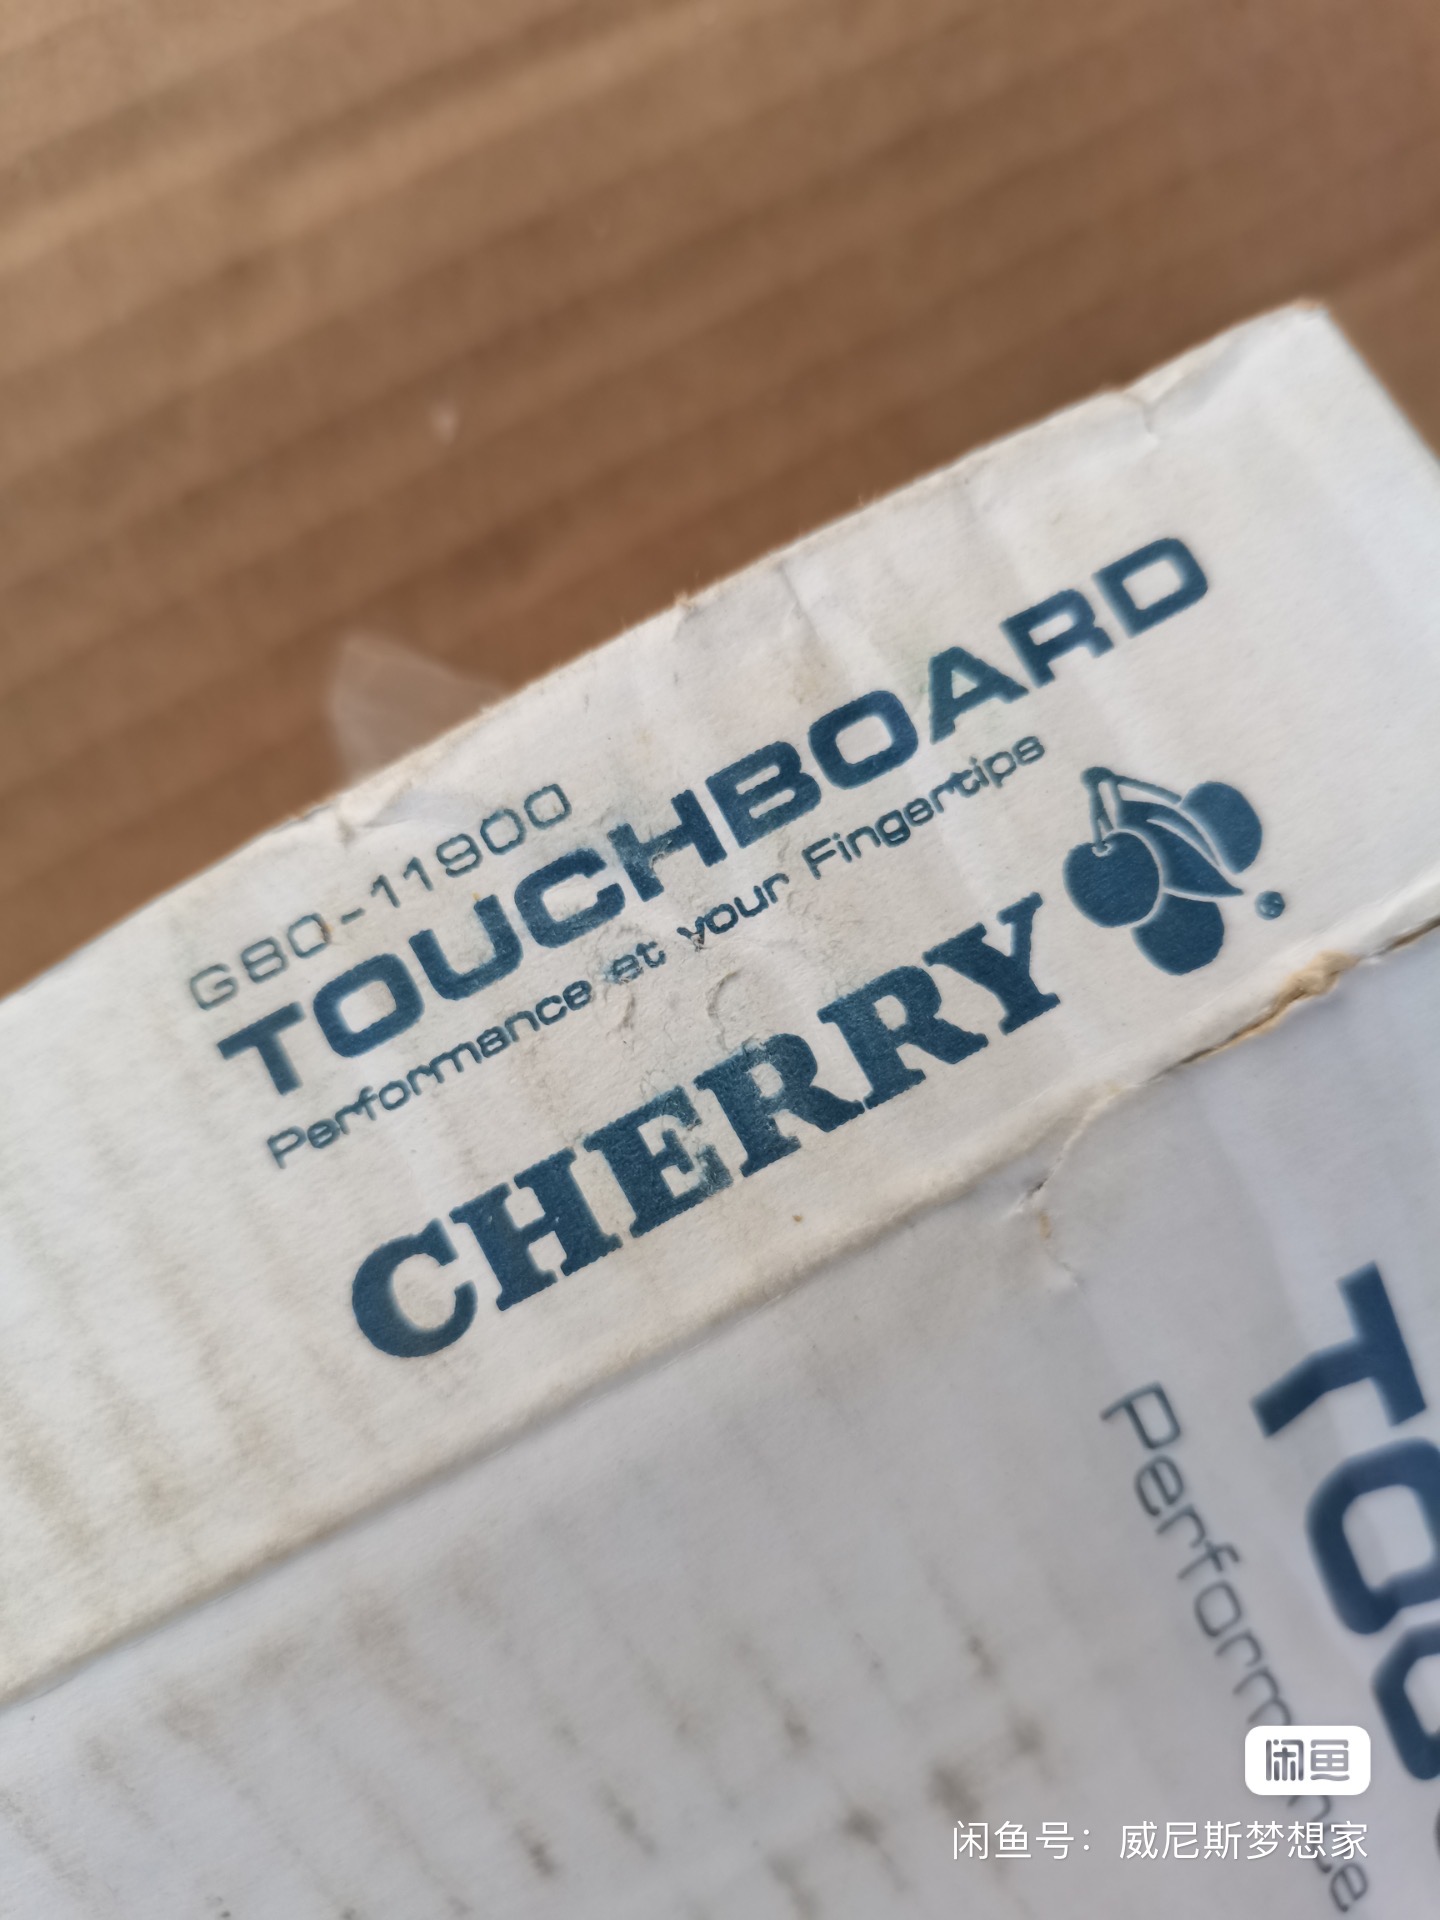 G80-11900
TOUCHBOARD
Performance at your Fingertips
CHERRY
®
TOUC
Performance
闲鱼
闲鱼号：威尼斯梦想家